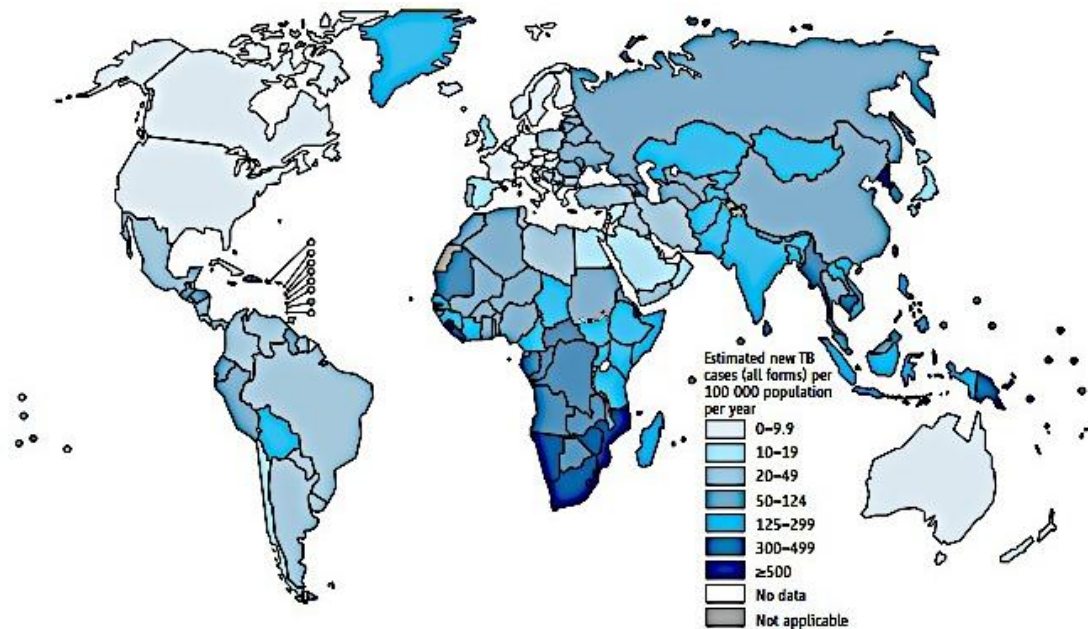 Estimated new TB
cases (all forms) per
100 000 population
per year
0–9.9
10–19
20–49
50–124
125–299
300–499
≥500
No data
Not applicable